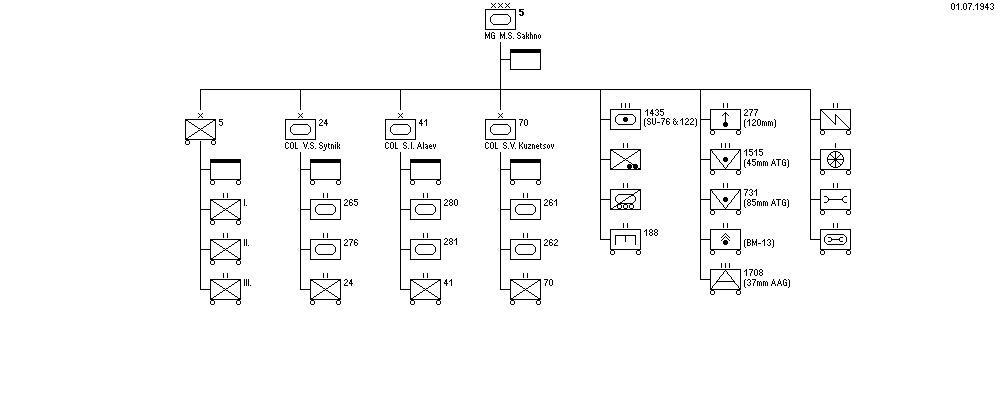 01.07.1943
5
MG M.S. Sakhno
5
24
COL V.S. Sytnik
41
COL S.I. Alaev
70
COL S.V. Kuznetsov
1435
(SU-76 & 122)
277
(120mm)
1515
(45mm ATG)
I.
265
280
261
731
(85mm ATG)
II.
276
281
262
188
(BM-13)
III.
24
41
70
1708
(37mm AAG)